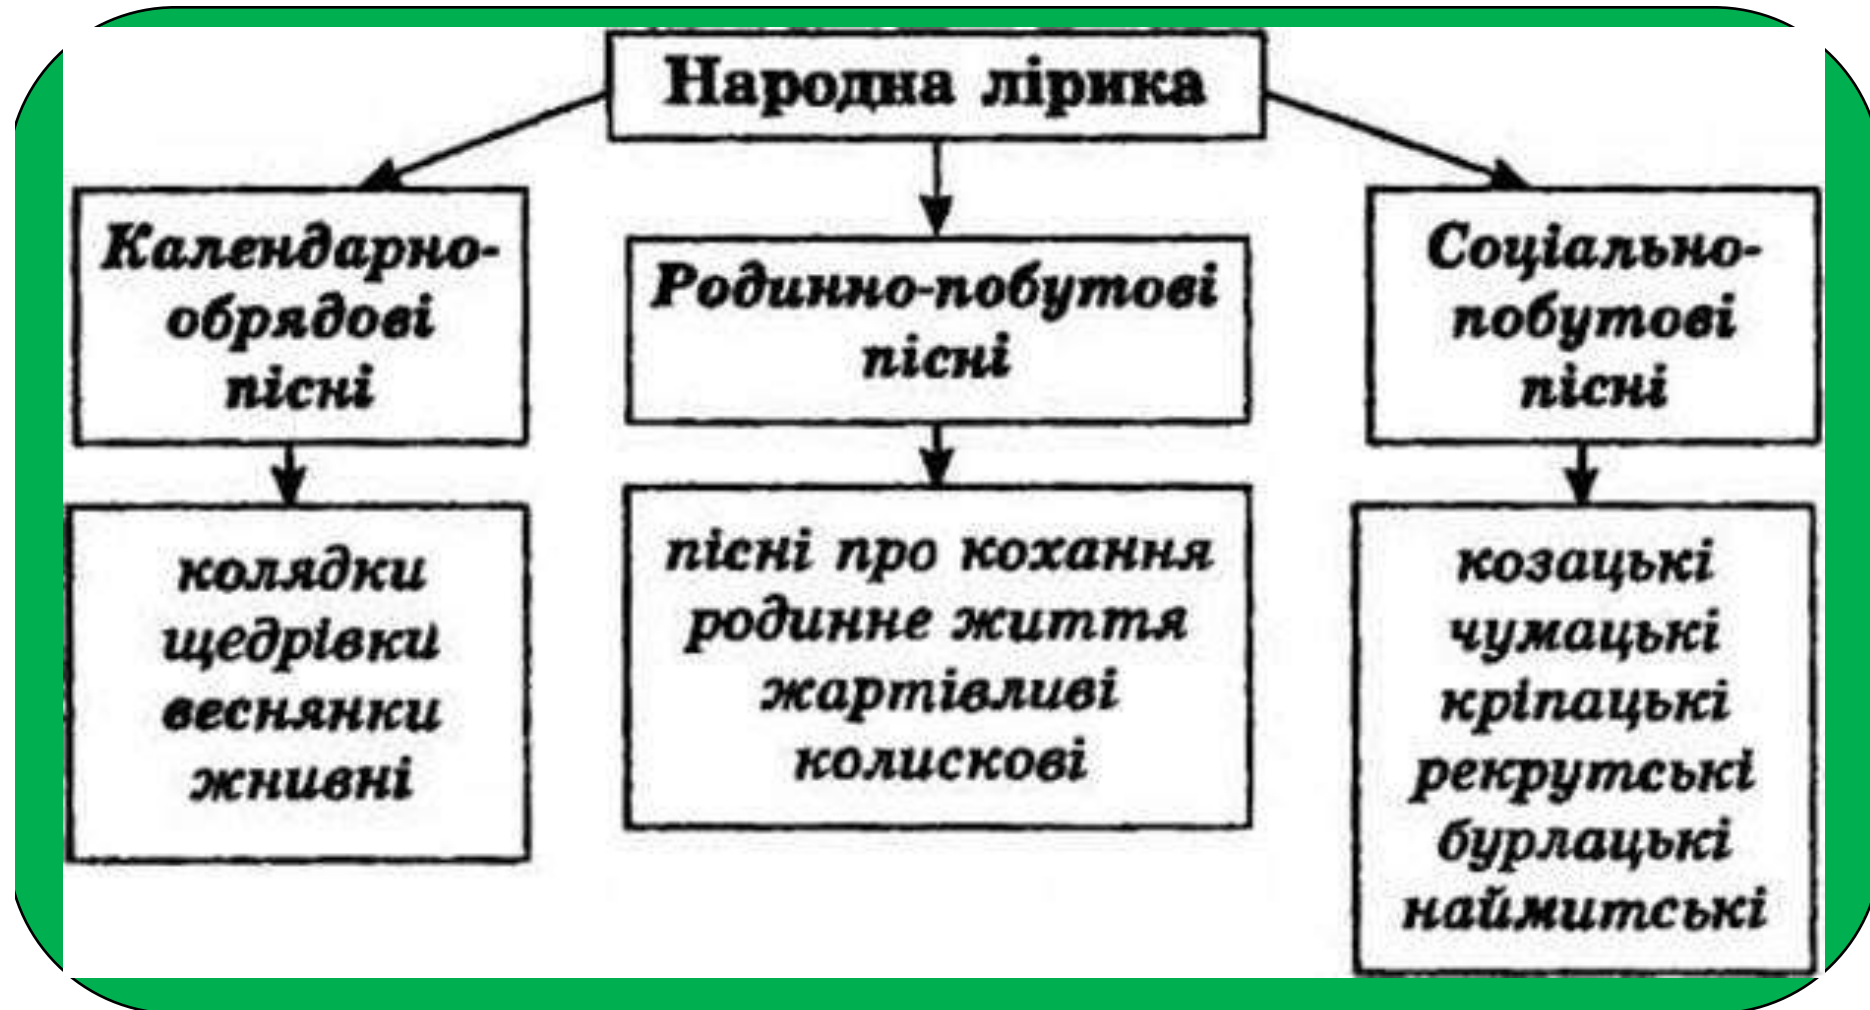 Народна лірика
Календарно-
обрядові
пісні
Родинно-побутові
пісні
Соціально-
побутові
пісні
колядки
щедрівки
веснянки
жнивні
пісні про кохання
родинне життя
жартівливі
колискові
козацькі
чумацькі
кріпацькі
рекрутські
бурлацькі
наймитські